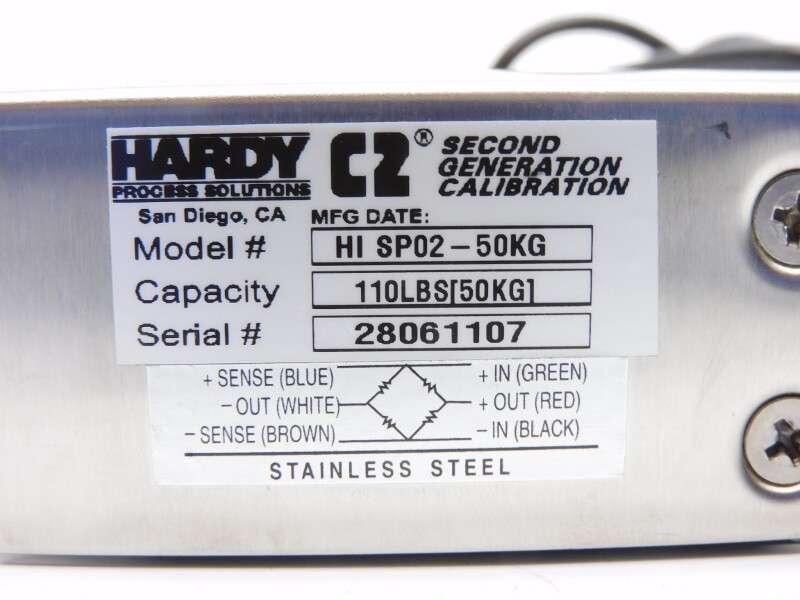 HARDY
PROCESS SOLUTIONS
C2® SECOND
GENERATION
CALIBRATION
San Diego, CA MFG DATE:
Model # HI SP02-50KG
Capacity 110LBS[50KG]
Serial # 28061107
+ SENSE (BLUE) + IN (GREEN)
- OUT (WHITE) + OUT (RED)
- SENSE (BROWN) - IN (BLACK)
STAINLESS STEEL